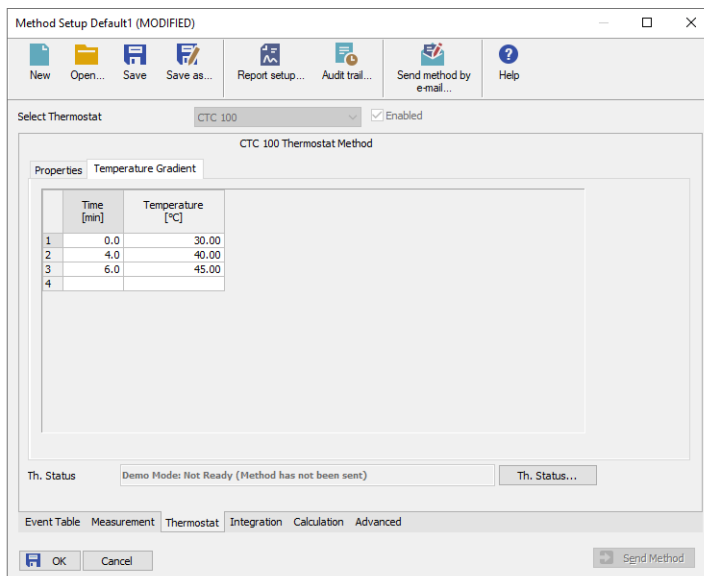 Method Setup Default1 (MODIFIED)
New Open... Save Save as... Report setup... Audit trail... Send method by e-mail... Help
Select Thermostat CTC 100 Enabled
CTC 100 Thermostat Method
Properties Temperature Gradient
Time [min] Temperature [°C]
1 0.0 30.00
2 4.0 40.00
3 6.0 45.00
4
Th. Status Demo Mode: Not Ready (Method has not been sent) Th. Status...
Event Table Measurement Thermostat Integration Calculation Advanced
OK Cancel Send Method